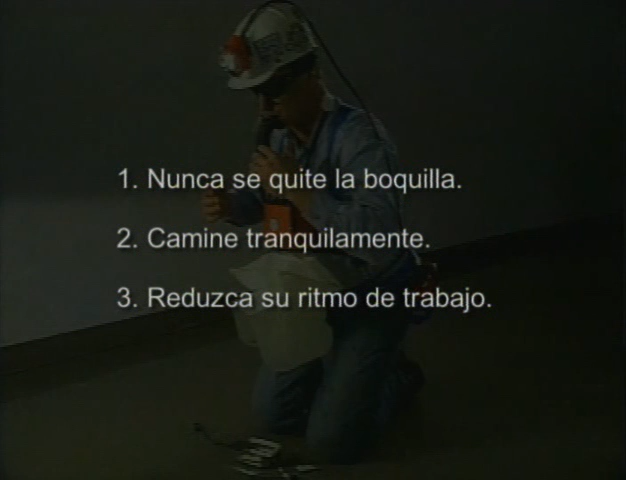 1. Nunca se quite la boquilla.
2. Camine tranquilamente.
3. Reduzca su ritmo de trabajo.